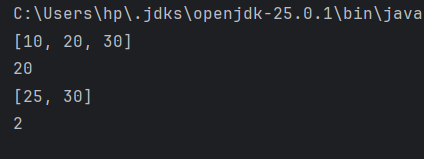 C:\Users\hp\.jdks\openjdk-25.0.1\bin\java
[10, 20, 30]
20
[25, 30]
2